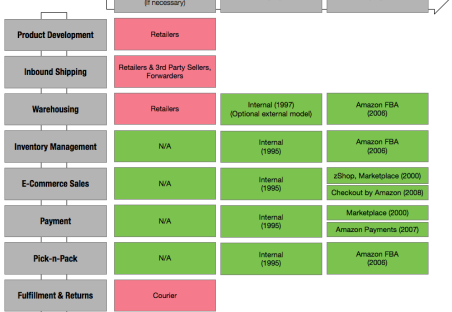 (If necessary)
Product Development
Retailers
Inbound Shipping
Retailers & 3rd Party Sellers,
Forwarders
Warehousing
Retailers
Internal (1997)
(Optional external model)
Amazon FBA
(2006)
Inventory Management
N/A
Internal
(1995)
Amazon FBA
(2006)
E-Commerce Sales
N/A
Internal
(1995)
zShop, Marketplace (2000)
Checkout by Amazon (2008)
Payment
N/A
Internal
(1995)
Marketplace (2000)
Amazon Payments (2007)
Pick-n-Pack
N/A
Internal
(1995)
Amazon FBA
(2006)
Fulfillment & Returns
Courier